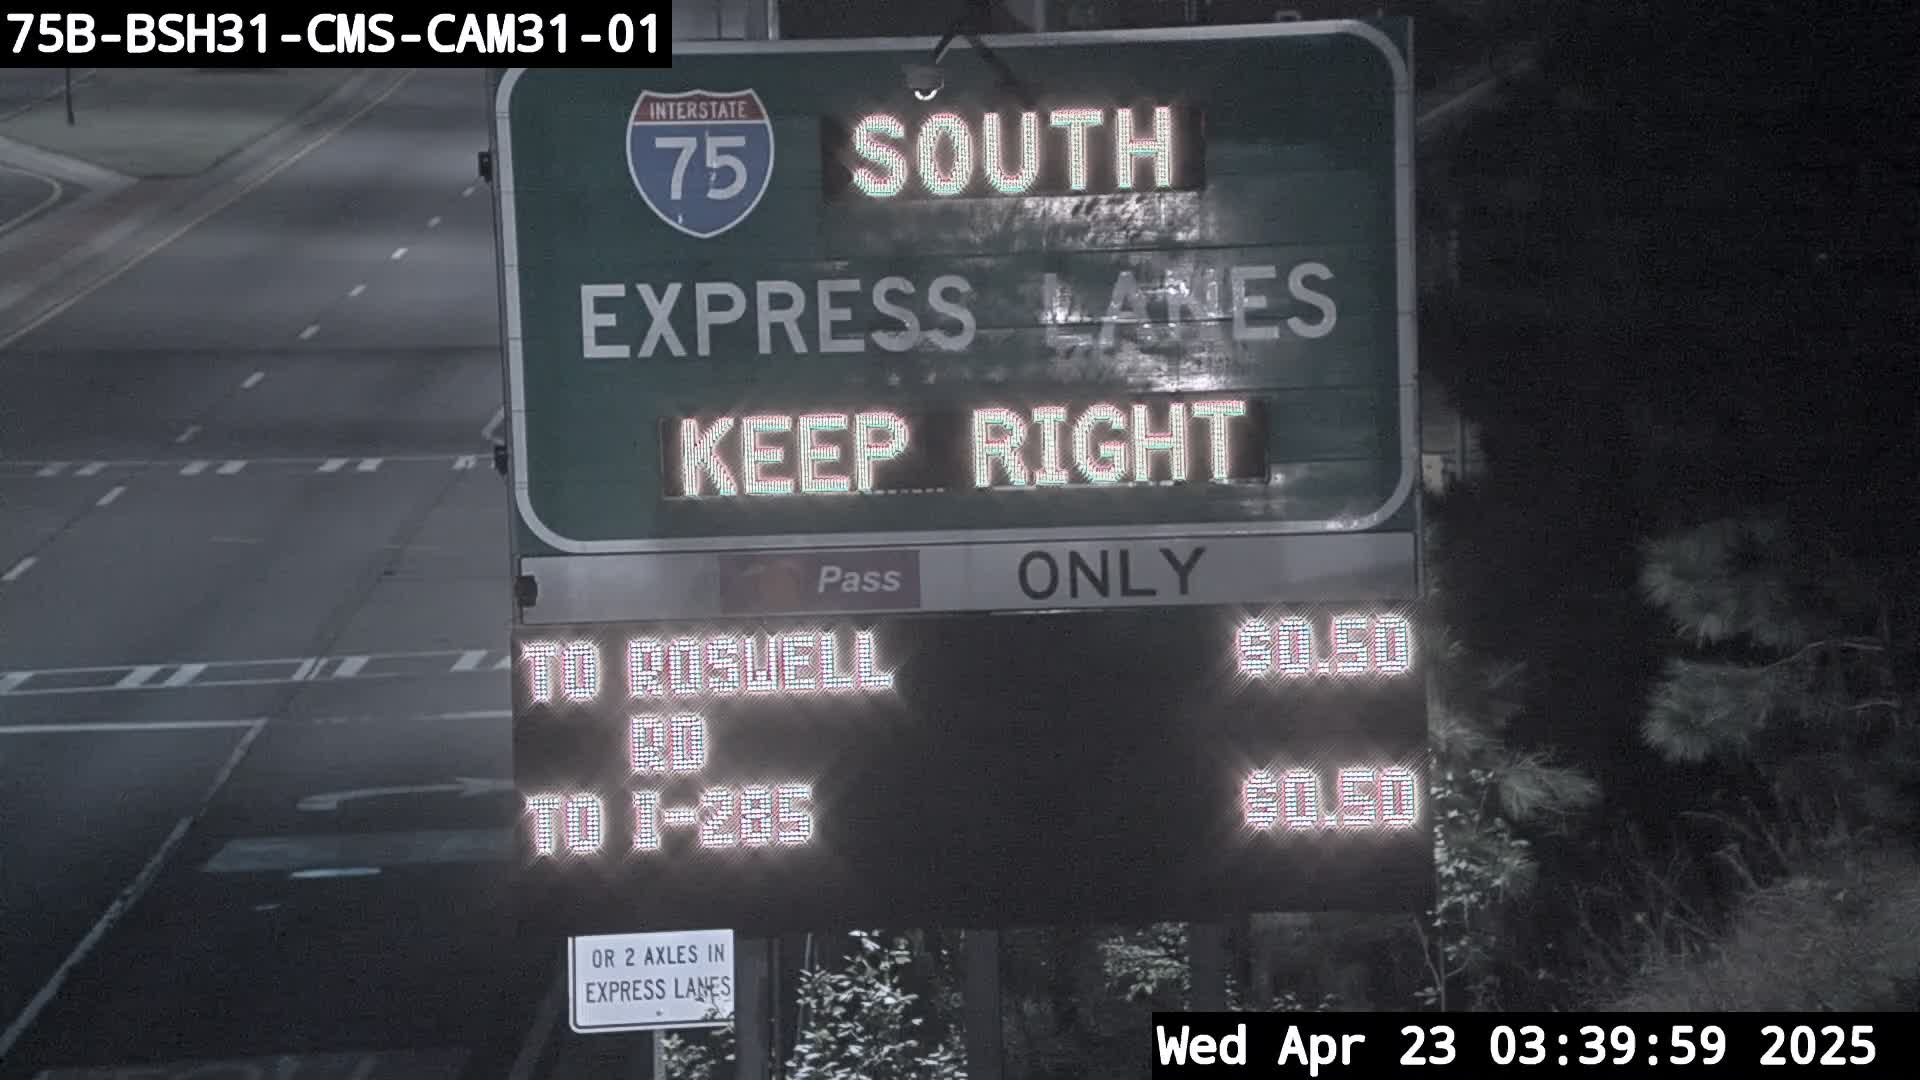 75B-BSH31-CMS-CAM31-01
INTERSTATE
75
SOUTH
EXPRESS LANES
KEEP RIGHT
Pass ONLY
TO ROSWELL $0.50
RD
TO I-285 $0.50
OR 2 AXLES IN
EXPRESS LANES
Wed Apr 23 03:39:59 2025